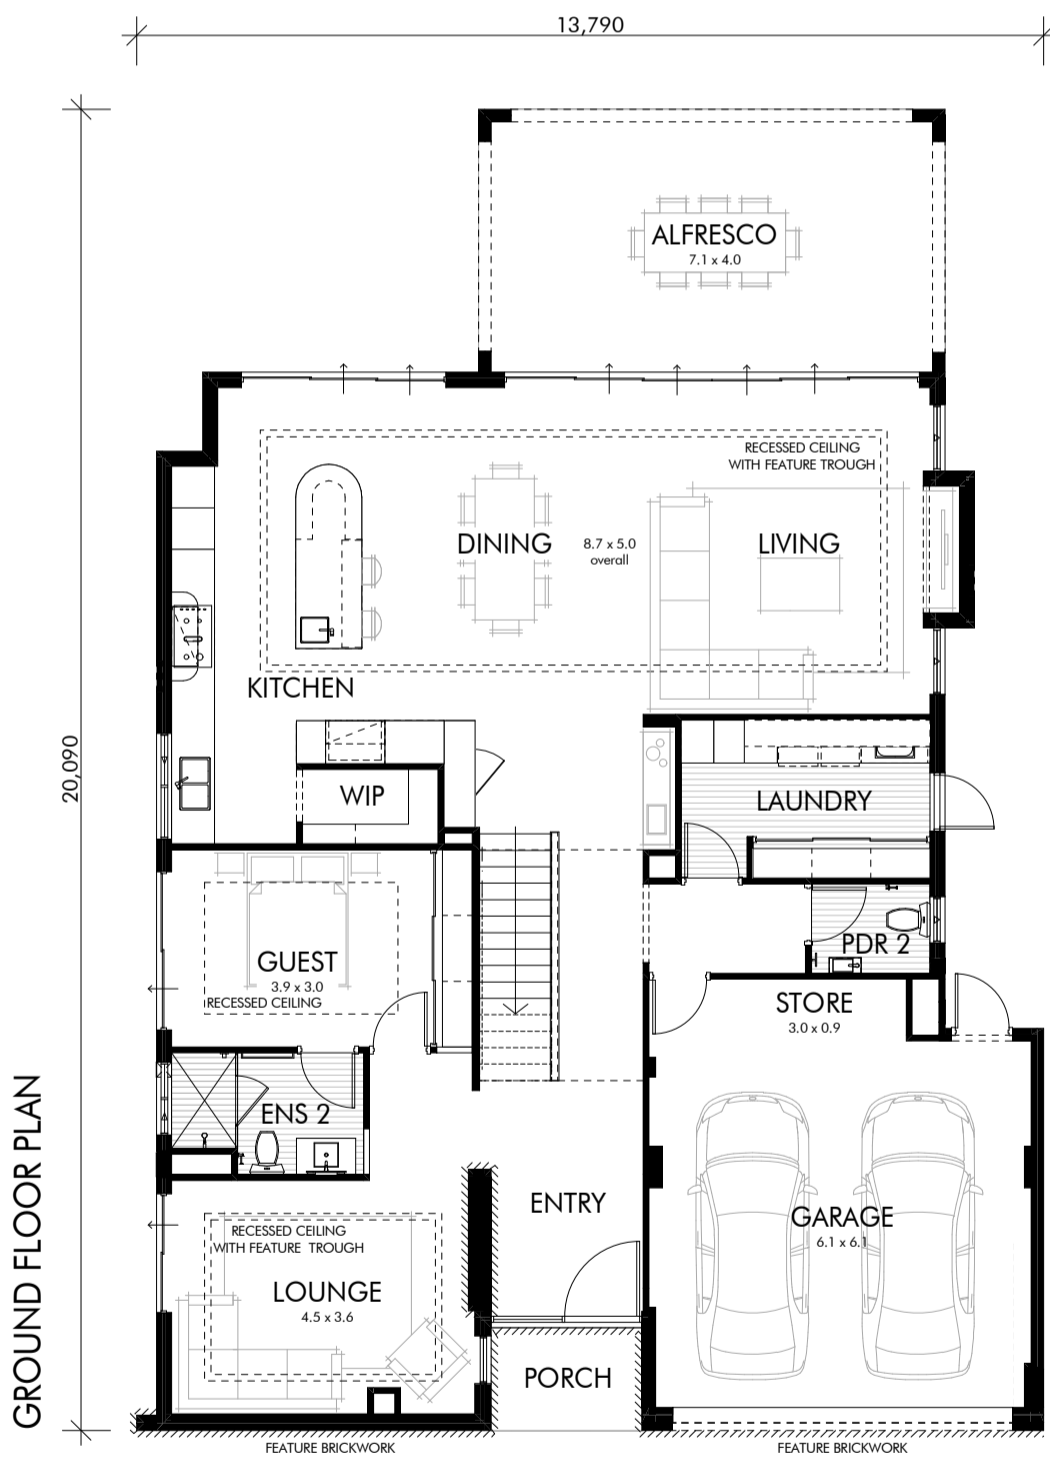 13,790
ALFRESCO
7.1 x 4.0
RECESSED CEILING
WITH FEATURE TROUGH
DINING
8.7 x 5.0
overall
LIVING
KITCHEN
20,090
WIP
LAUNDRY
GUEST
3.9 x 3.0
RECESSED CEILING
PDR 2
STORE
3.0 x 0.9
ENS 2
ENTRY
GARAGE
6.1 x 6.1
RECESSED CEILING
WITH FEATURE TROUGH
LOUNGE
4.5 x 3.6
PORCH
FEATURE BRICKWORK
FEATURE BRICKWORK
GROUND FLOOR PLAN